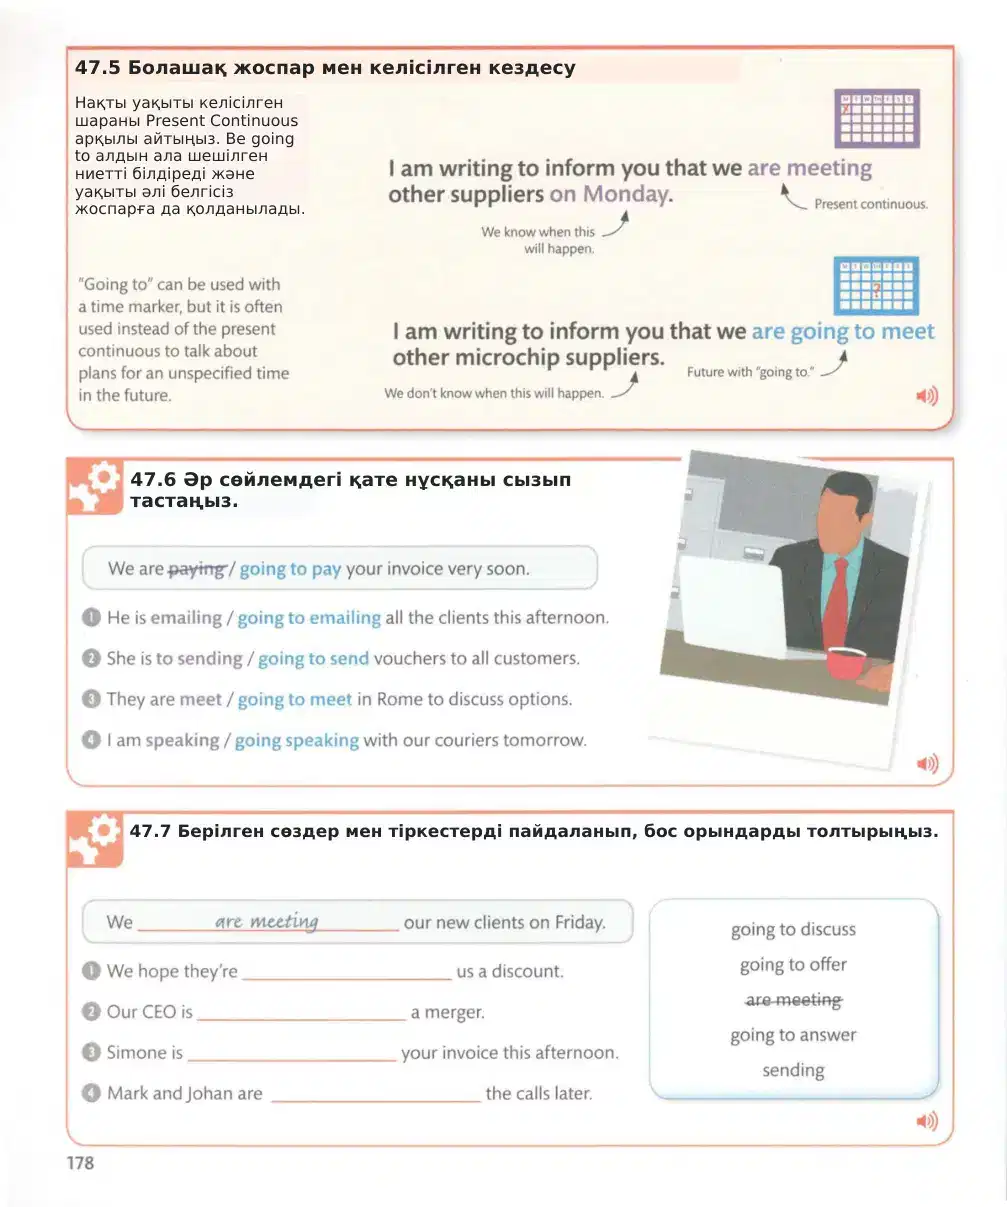 47.5 Болашақ жоспар мен келісілген кездесу
Нақты уақыты келісілген
шараны Present Continuous
арқылы айтыңыз. Be going
to алдын ала шешілген
ниетті білдіреді және
уақыты әлі белгісіз
жоспарға да қолданылады.
I am writing to inform you that we are meeting
other suppliers on Monday.
Present continuous.
We know when this
will happen.
"Going to" can be used with
a time marker, but it is often
used instead of the present
continuous to talk about
plans for an unspecified time
in the future.
M T W TH F S S
X
M T W TH F S S
?
I am writing to inform you that we are going to meet
other microchip suppliers.
Future with "going to."
We don't know when this will happen.
47.6 Әр сөйлемдегі қате нұсқаны сызып
тастаңыз.
We are paying / going to pay your invoice very soon.
1 He is emailing / going to emailing all the clients this afternoon.
2 She is to sending / going to send vouchers to all customers.
3 They are meet / going to meet in Rome to discuss options.
4 I am speaking / going speaking with our couriers tomorrow.
47.7 Берілген сөздер мен тіркестерді пайдаланып, бос орындарды толтырыңыз.
We are meeting our new clients on Friday.
1 We hope they're ____ us a discount.
2 Our CEO is ____ a merger.
3 Simone is ____ your invoice this afternoon.
4 Mark and Johan are ____ the calls later.
going to discuss
going to offer
are meeting
going to answer
sending
178